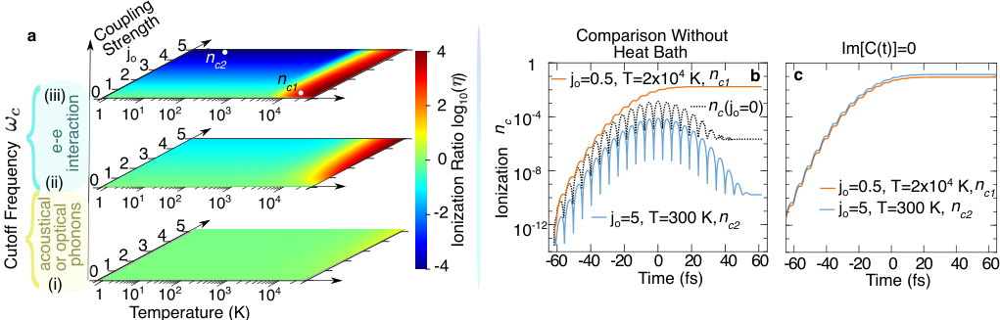 a
Coupling
Strength
j₀
Cutoff Frequency ω_c
(iii)
e-e
interaction
(ii)
acoustical
or optical
phonons
(i)
0 1 2 3 4 5
n_c2
n_c1
1 10¹ 10² 10³ 10⁴
0 1 2 3 4 5
1 10¹ 10² 10³ 10⁴
0 1 2 3 4 5
1 10¹ 10² 10³ 10⁴
Temperature (K)
4
2
0
-2
-4
Ionization Ratio log₁₀(η)
Comparison Without
Heat Bath
b
j₀=0.5, T=2x10⁴ K, n_c1
n_c(j₀=0)
j₀=5, T=300 K, n_c2
Ionization n_c
1
10⁻⁴
10⁻⁸
10⁻¹²
-60 -40 -20 0 20 40 60
Time (fs)
Im[C(t)]=0
c
j₀=0.5, T=2x10⁴ K, n_c1
j₀=5, T=300 K, n_c2
-60 -40 -20 0 20 40 60
Time (fs)